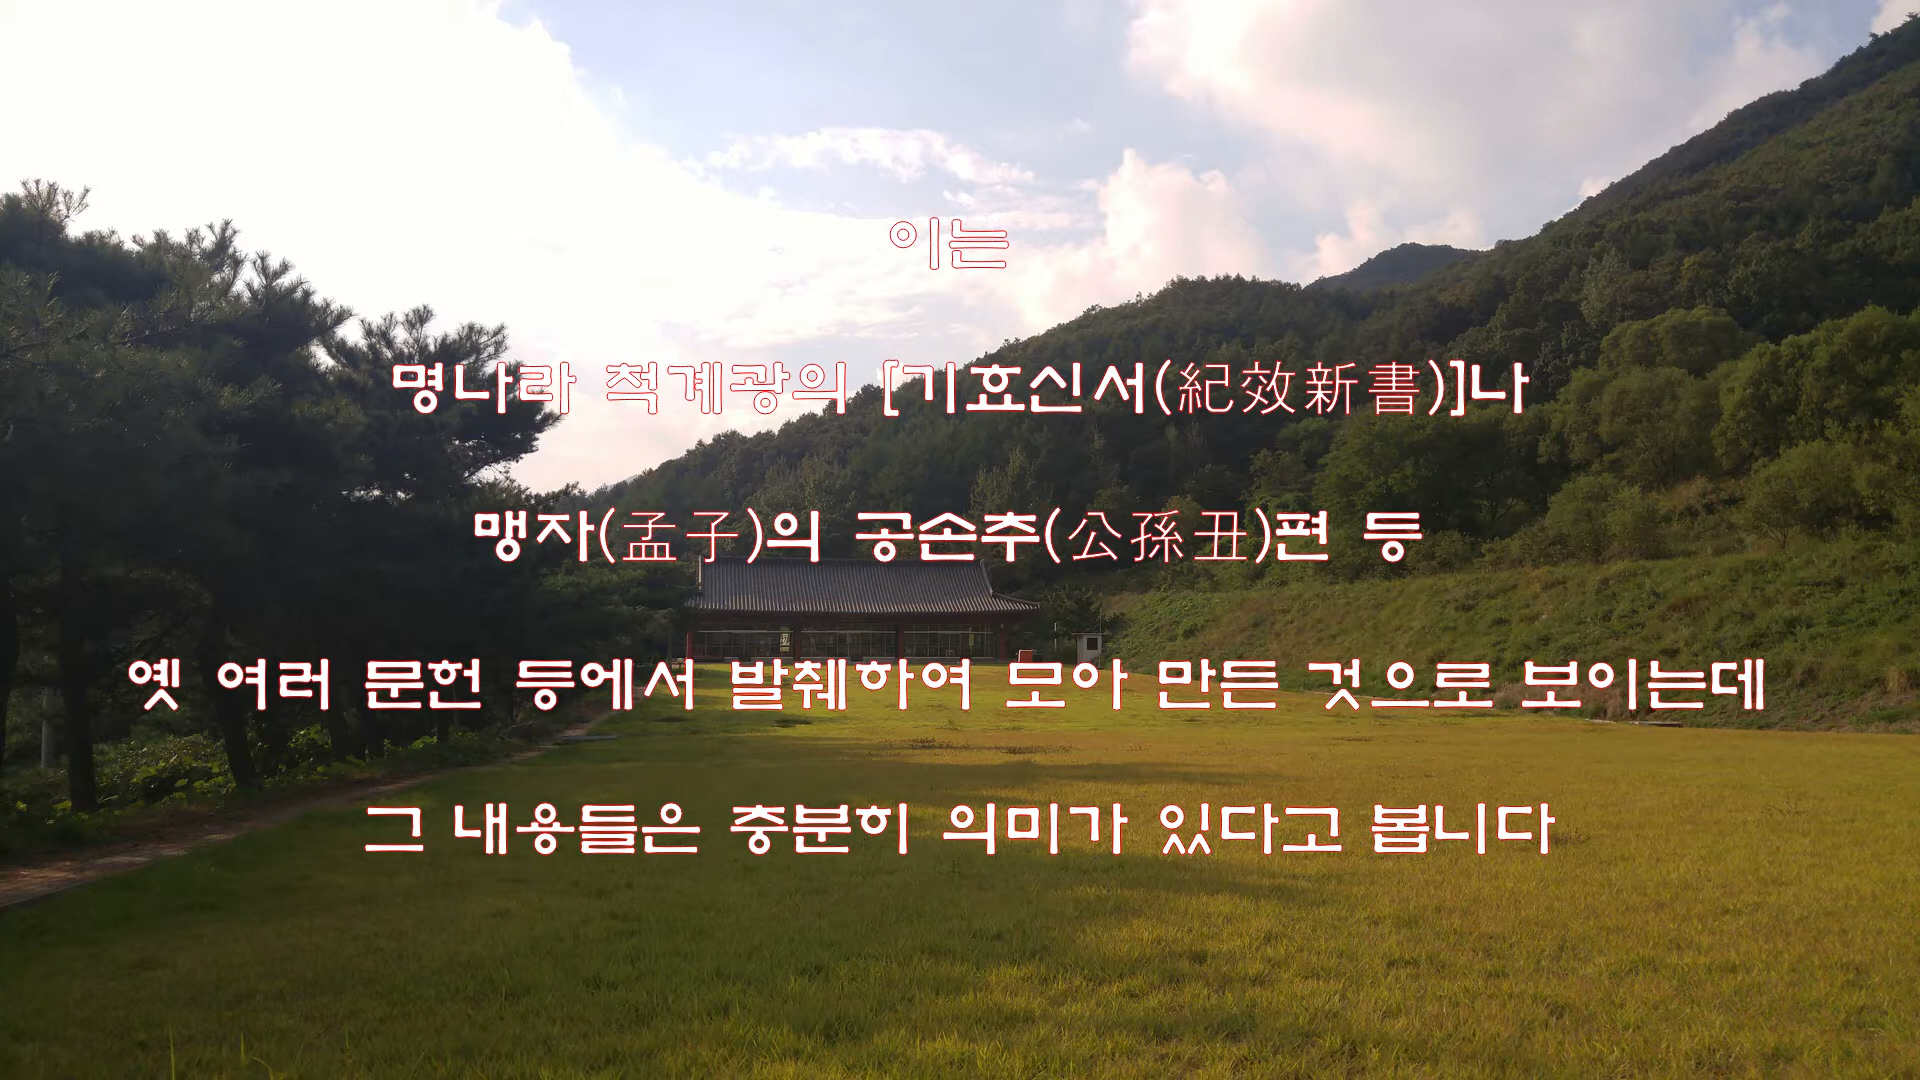 이는
명나라 척계광의 [기효신서(紀效新書)]나
맹자(孟子)의 공손추(公孫丑)편 등
옛 여러 문헌 등에서 발췌하여 모아 만든 것으로 보이는데
그 내용들은 충분히 의미가 있다고 봅니다